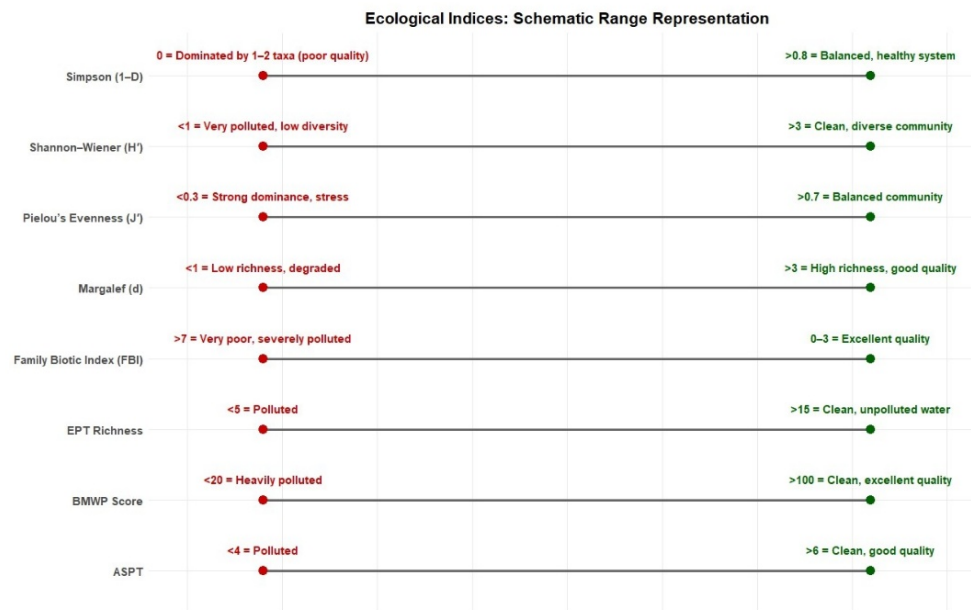 Ecological Indices: Schematic Range Representation
0 = Dominated by 1–2 taxa (poor quality)
>0.8 = Balanced, healthy system
Simpson (1–D)
<1 = Very polluted, low diversity
>3 = Clean, diverse community
Shannon–Wiener (H′)
<0.3 = Strong dominance, stress
>0.7 = Balanced community
Pielou’s Evenness (J′)
<1 = Low richness, degraded
>3 = High richness, good quality
Margalef (d)
>7 = Very poor, severely polluted
0–3 = Excellent quality
Family Biotic Index (FBI)
<5 = Polluted
>15 = Clean, unpolluted water
EPT Richness
<20 = Heavily polluted
>100 = Clean, excellent quality
BMWP Score
<4 = Polluted
>6 = Clean, good quality
ASPT